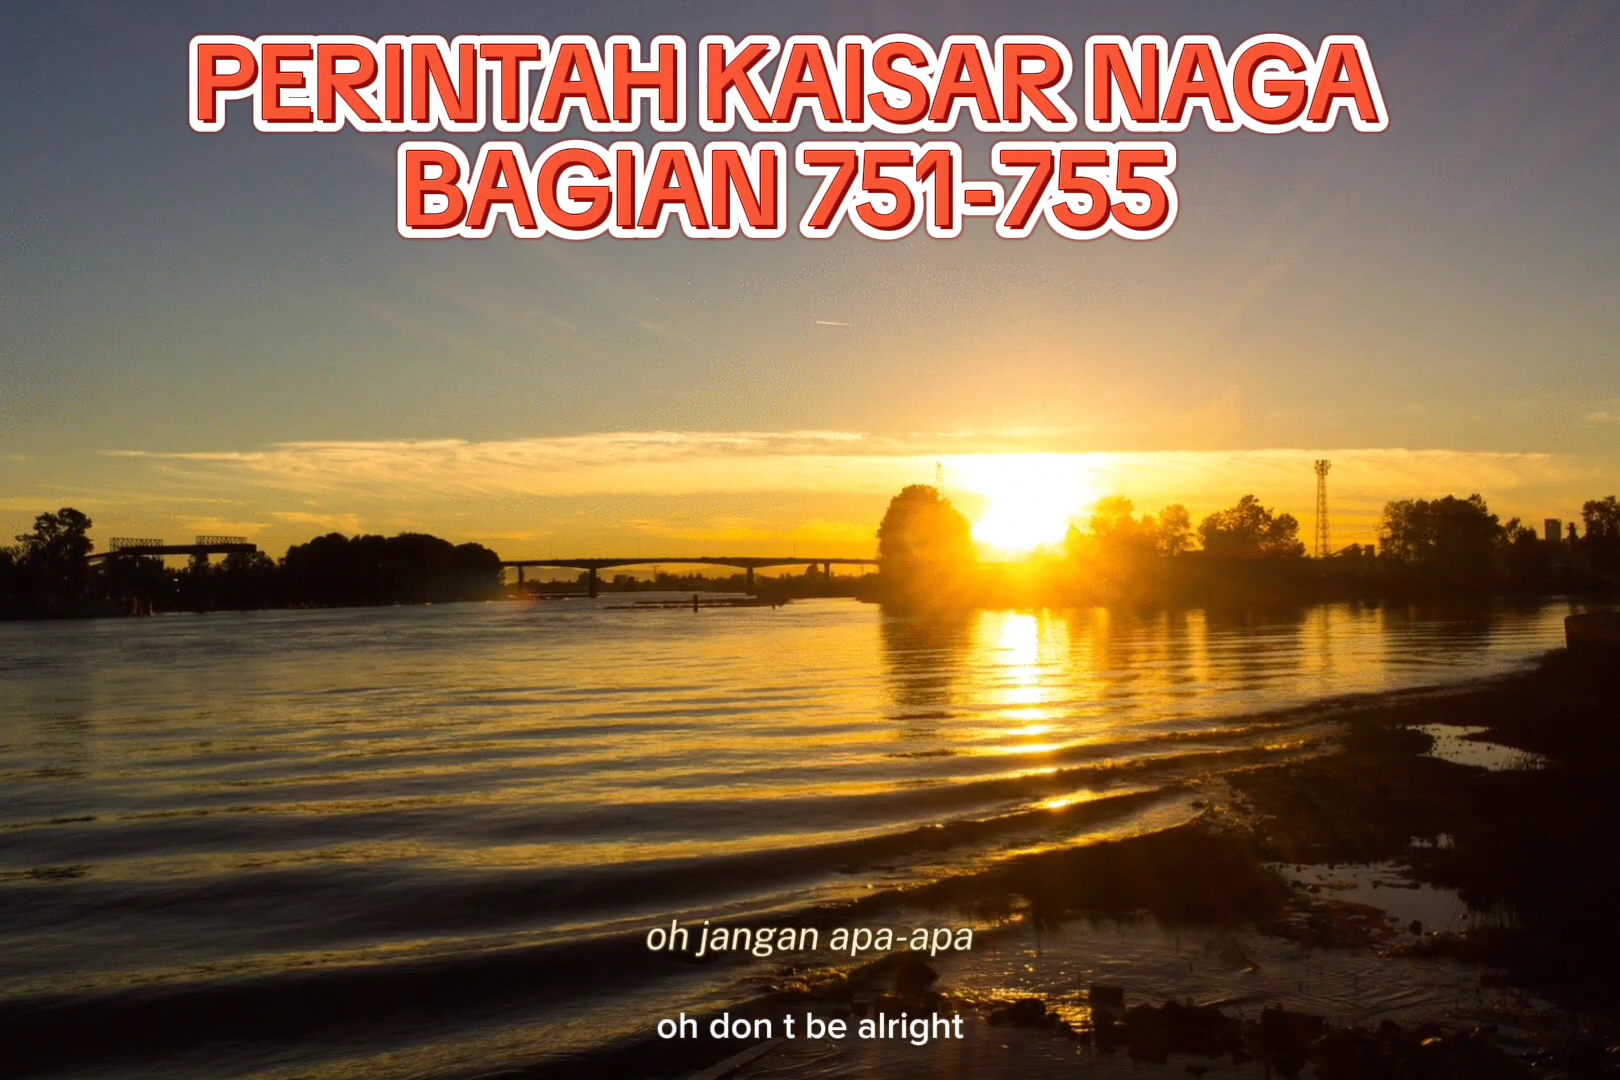 PERINTAH KAISAR NAGA
BAGIAN 751-755
oh jangan apa-apa
oh don t be alright